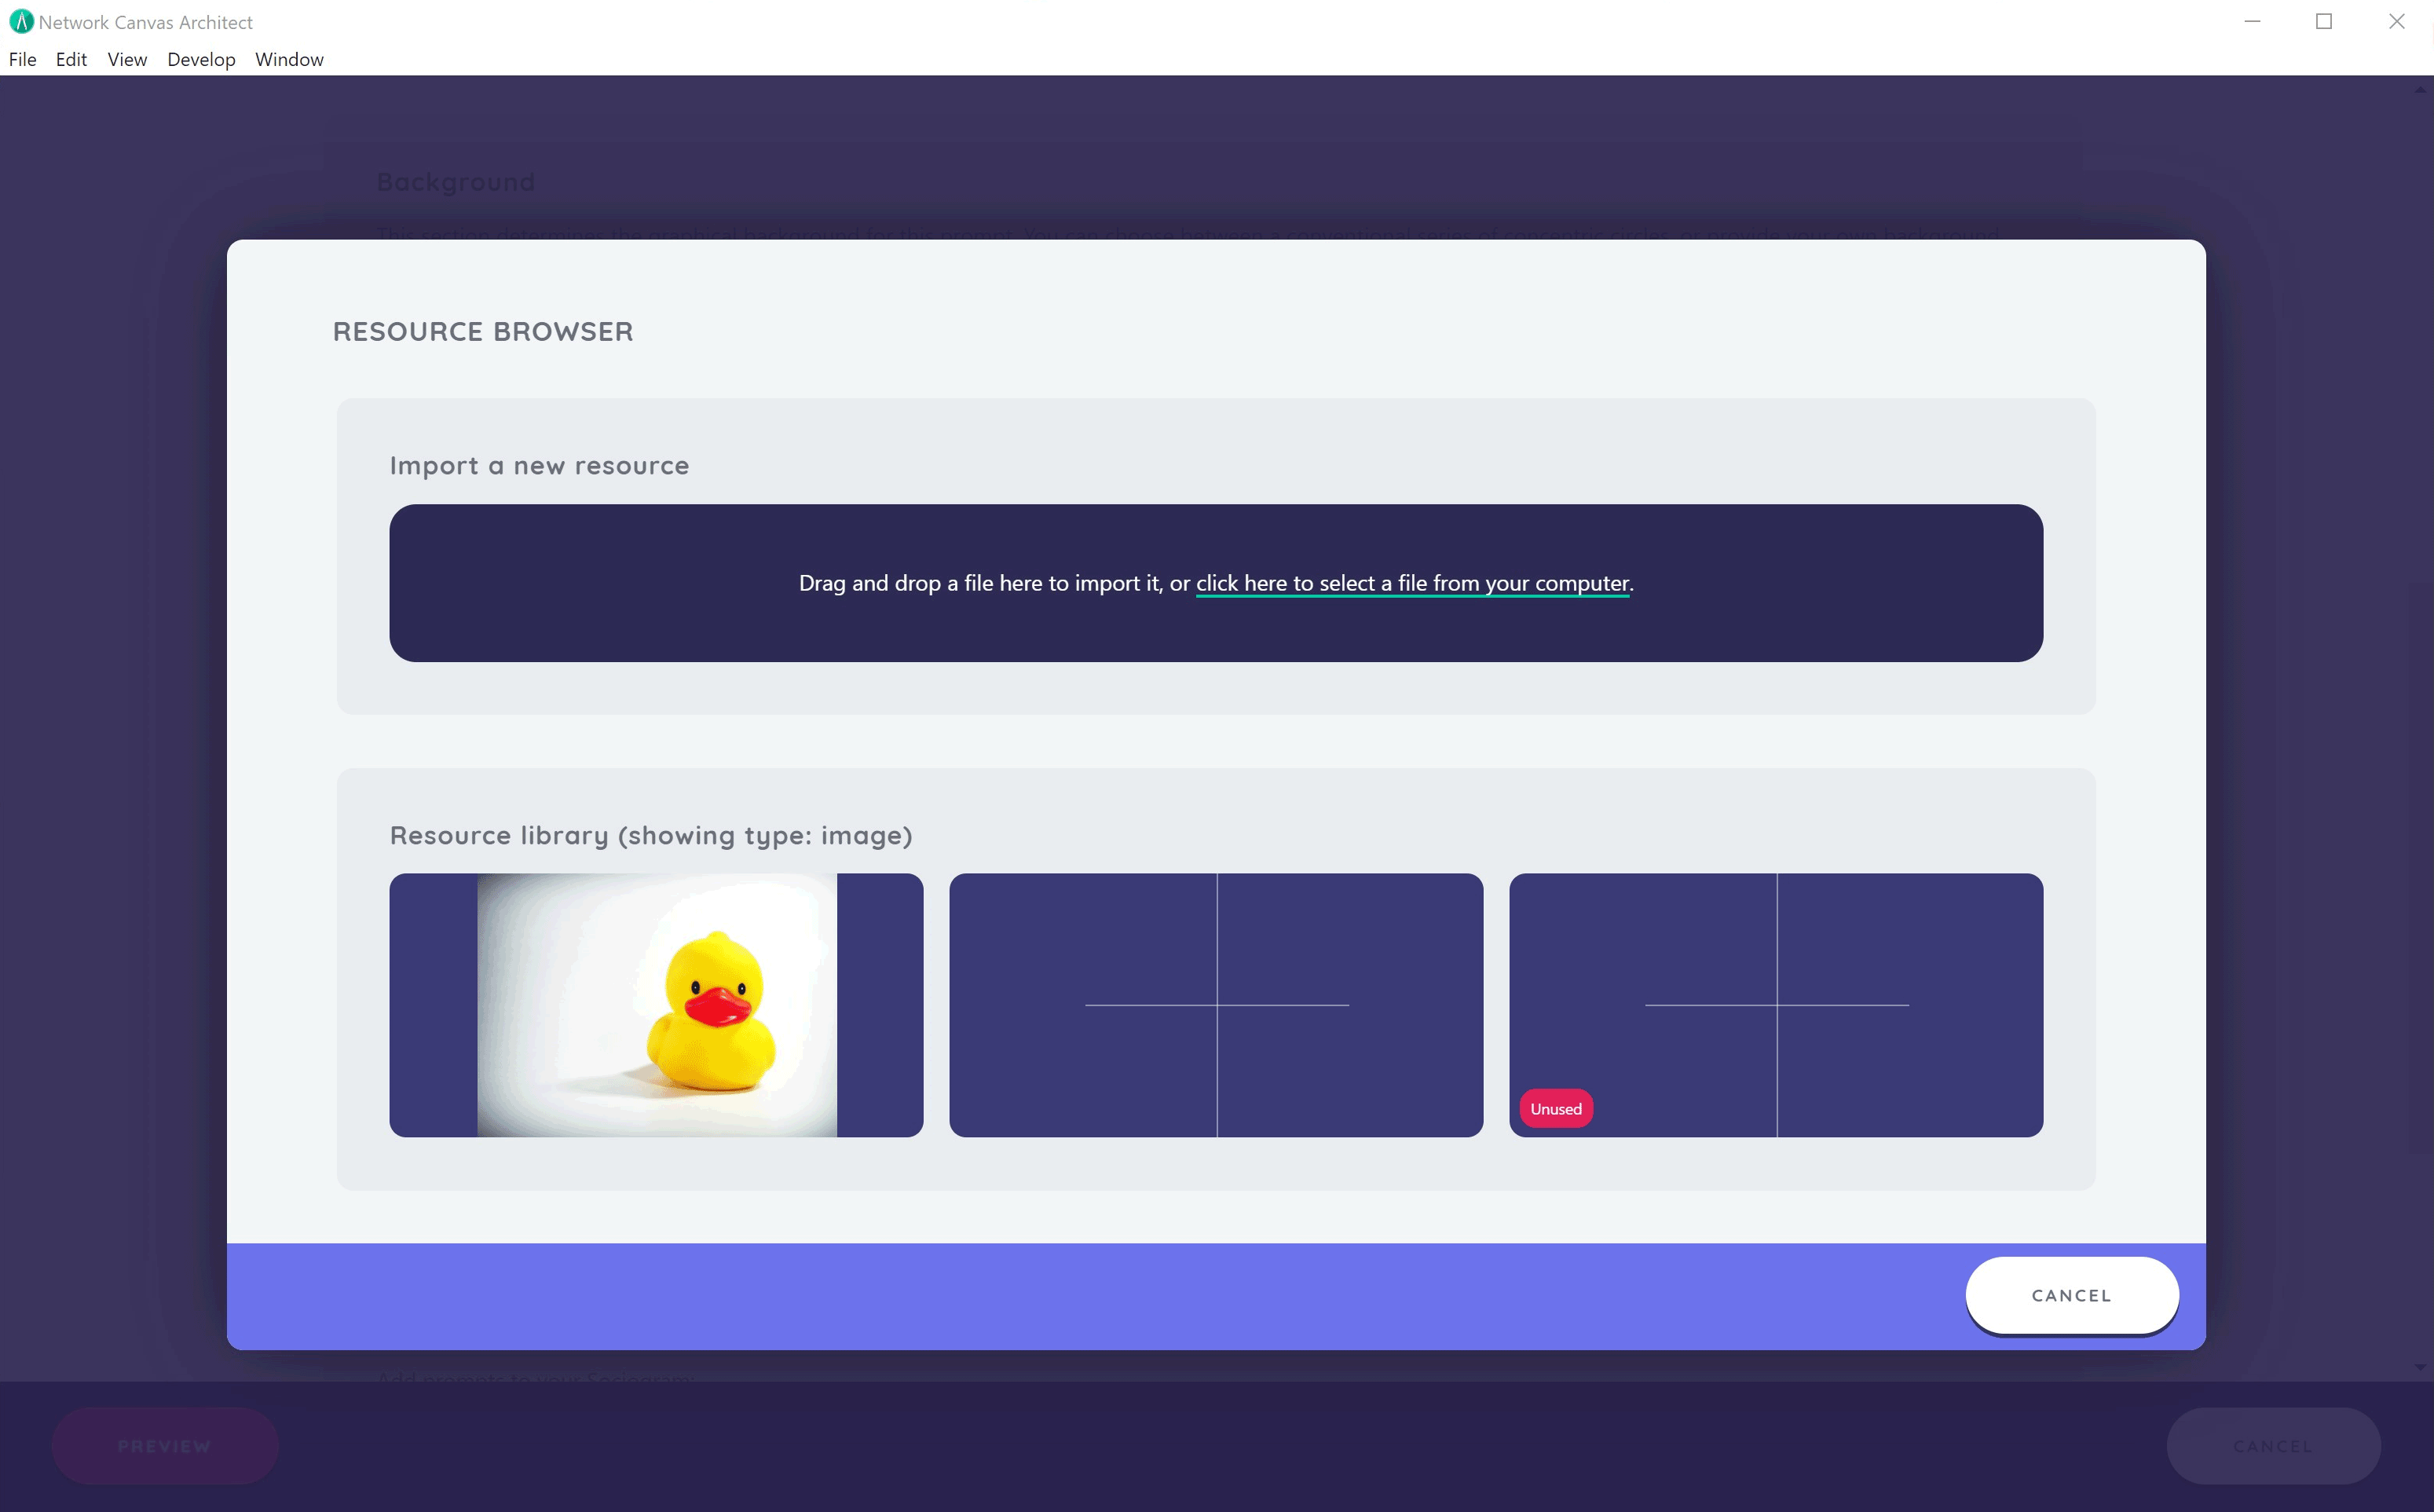 Network Canvas Architect
File Edit View Develop Window
Background
This section determines the graphical background for this prompt. You can choose between a conventional series of concentric circles, or provide your own background
RESOURCE BROWSER
Import a new resource
Drag and drop a file here to import it, or click here to select a file from your computer.
Resource library (showing type: image)
Unused
CANCEL
Add prompts to your Sociogram:
PREVIEW
CANCEL